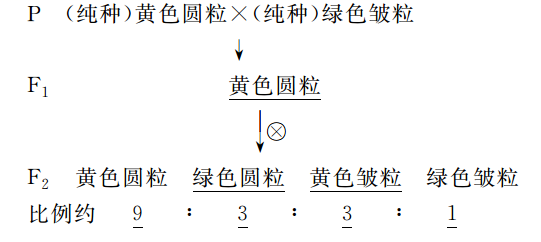 P (纯种)黄色圆粒×(纯种)绿色皱粒
F₁ 黄色圆粒
⊗
F₂ 黄色圆粒 绿色圆粒 黄色皱粒 绿色皱粒
比例约 9 : 3 : 3 : 1